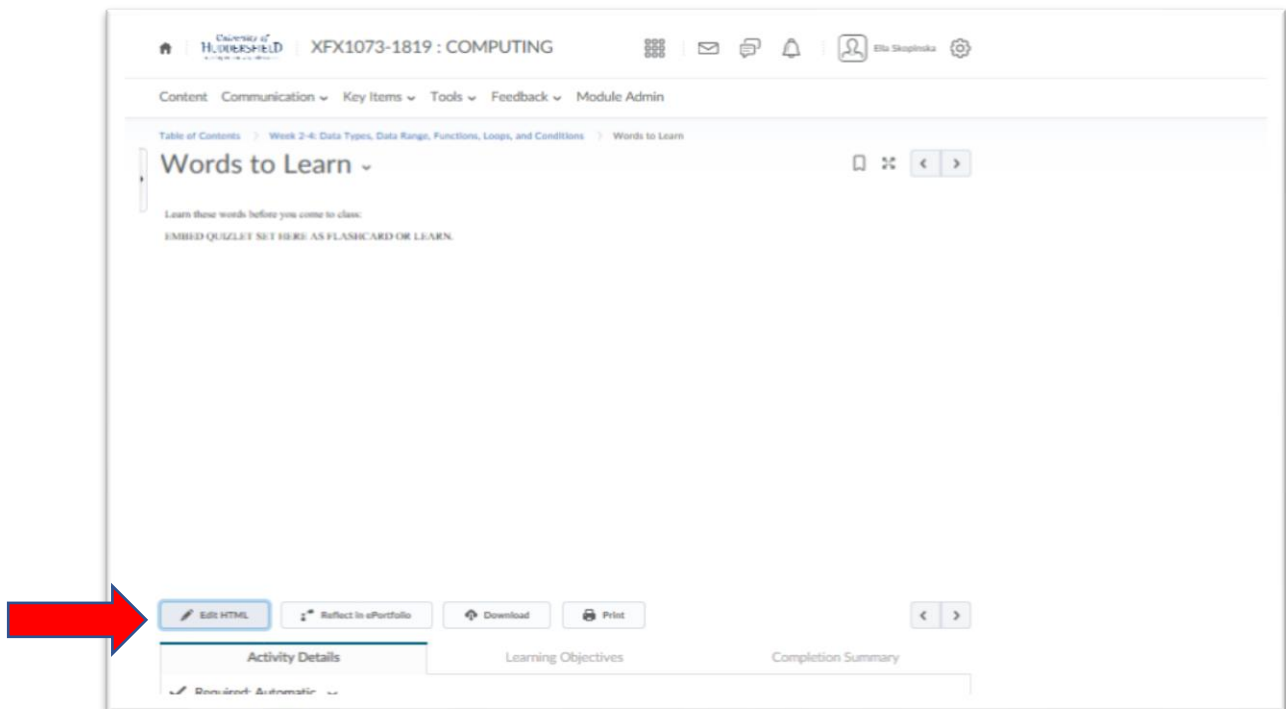 University of
HUDDERSFIELD XFX1073-1819 : COMPUTING Ella Skopinska
Content Communication Key Items Tools Feedback Module Admin
Table of Contents Week 2-4: Data Types, Data Range, Functions, Loops, and Conditions Words to Learn
Words to Learn
Learn these words before you come to class:
EMBED QUIZLET SET HERE AS FLASHCARD OR LEARN.
Edit HTML Reflect in ePortfolio Download Print
Activity Details Learning Objectives Completion Summary
Required: Automatic